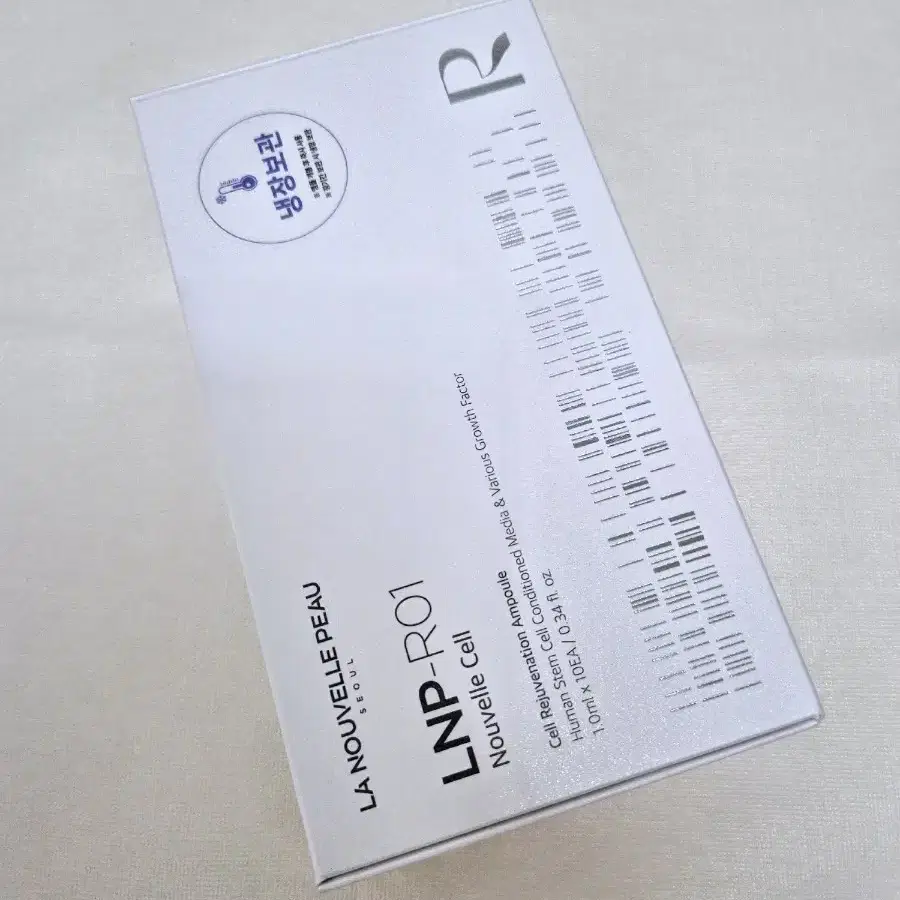 R
냉장보관
LA NOUVELLE PEAU
SEOUL
LNP-R01
Nouvelle Cell
Cell Rejuvenation Ampoule
Human Stem Cell Conditioned Media & Various Growth Factor
1.0ml x 10EA / 0.34 fl. oz.